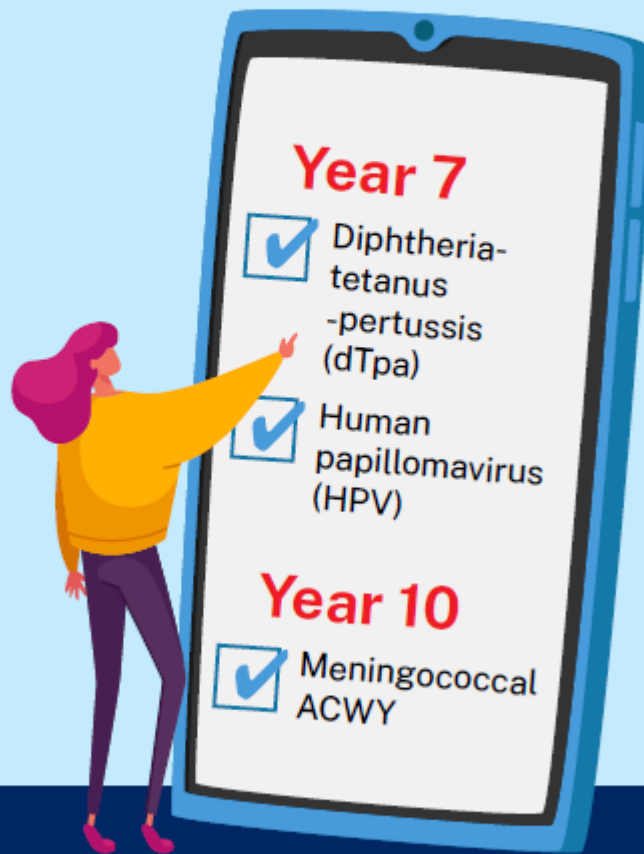 Year 7
Diphtheria-
tetanus
-pertussis
(dTpa)
Human
papillomavirus
(HPV)
Year 10
Meningococcal
ACWY